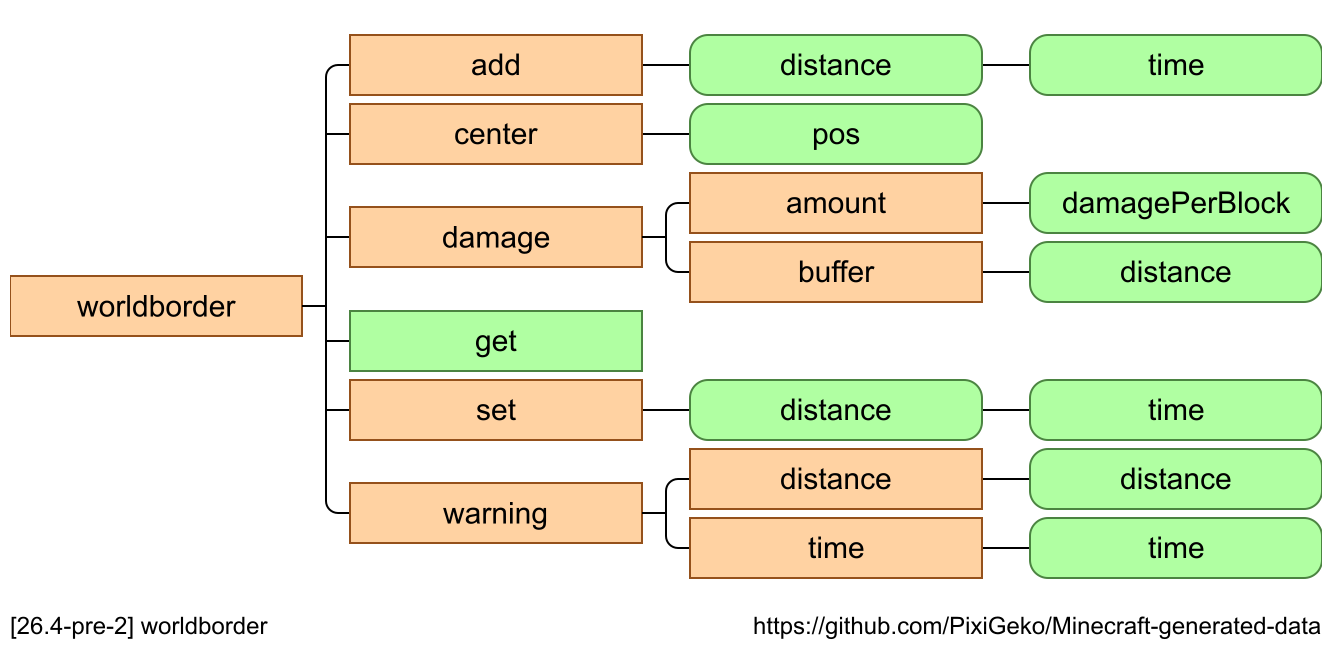 add distance time
center pos
amount damagePerBlock
damage
buffer distance
worldborder
get
set distance time
distance distance
warning
time time
[26.4-pre-2] worldborder https://github.com/PixiGeko/Minecraft-generated-data